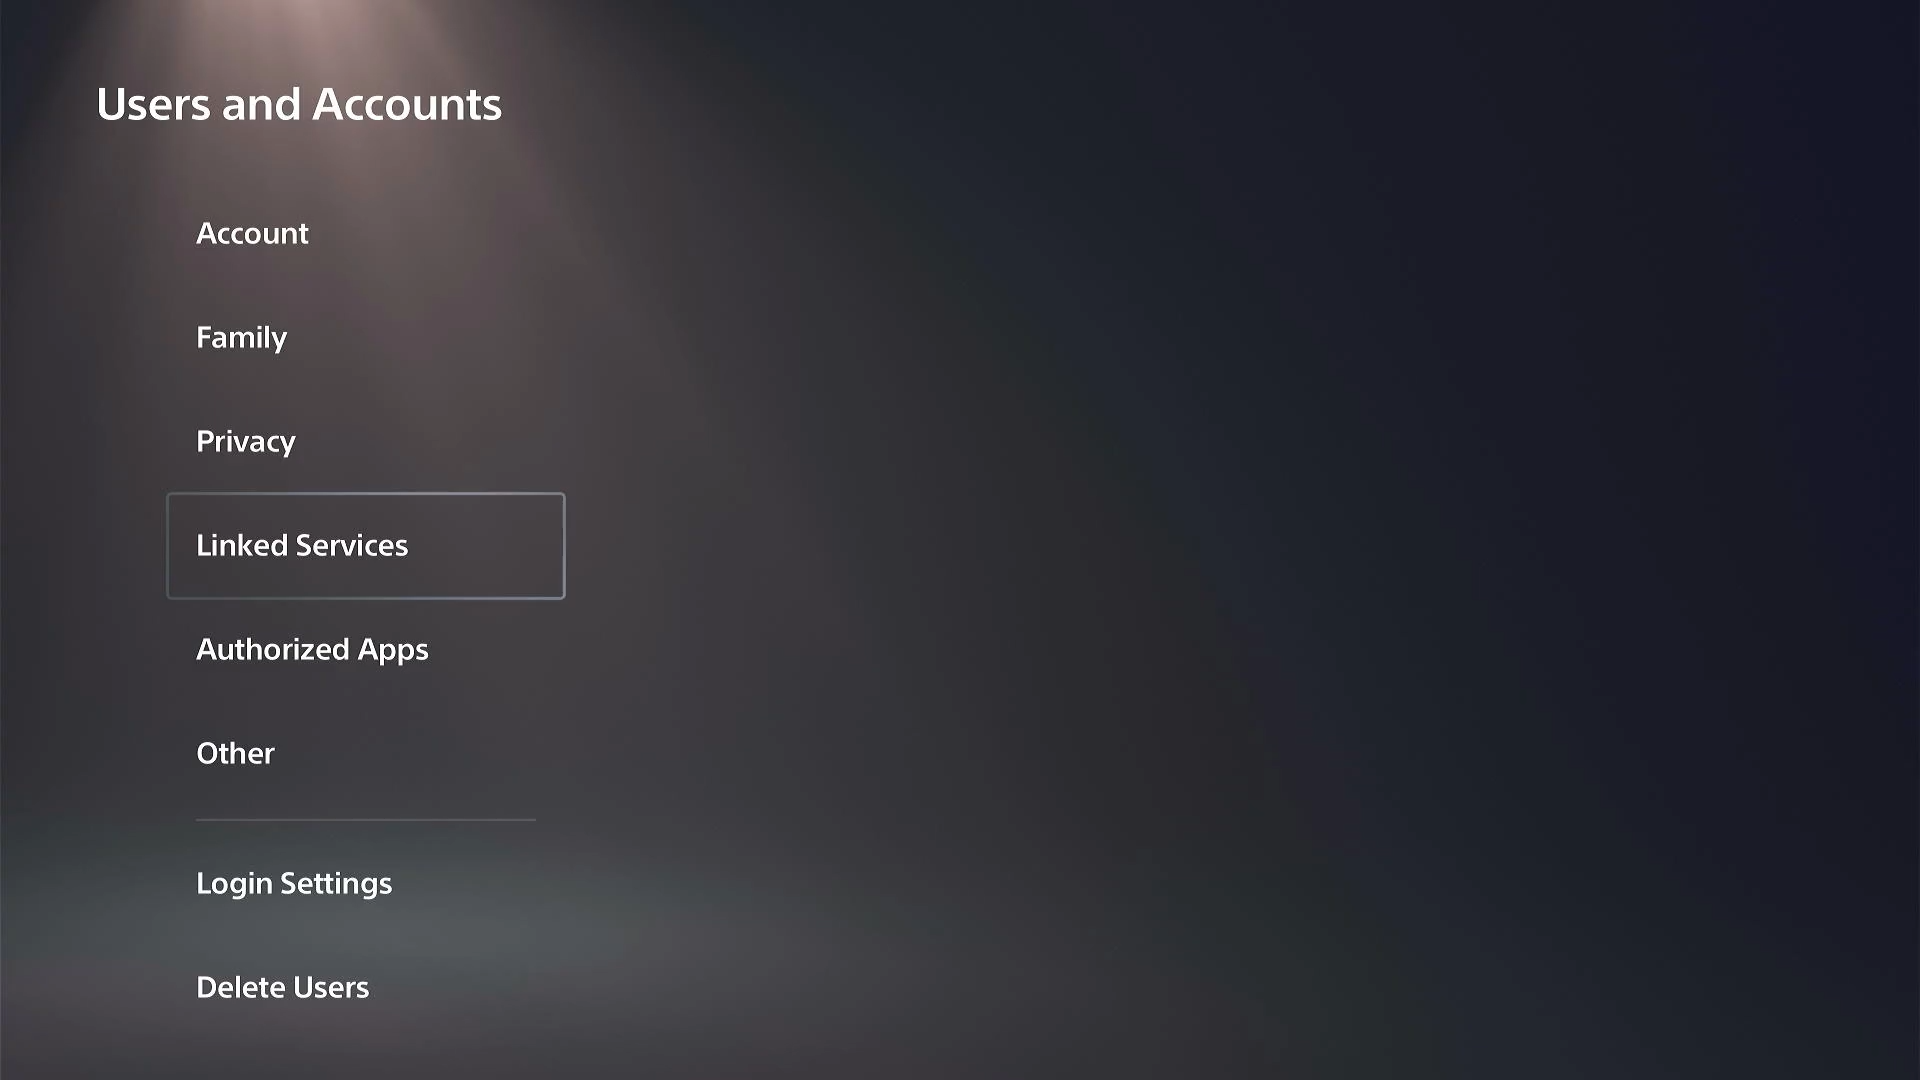 Users and Accounts
Account
Family
Privacy
Linked Services
Authorized Apps
Other
Login Settings
Delete Users